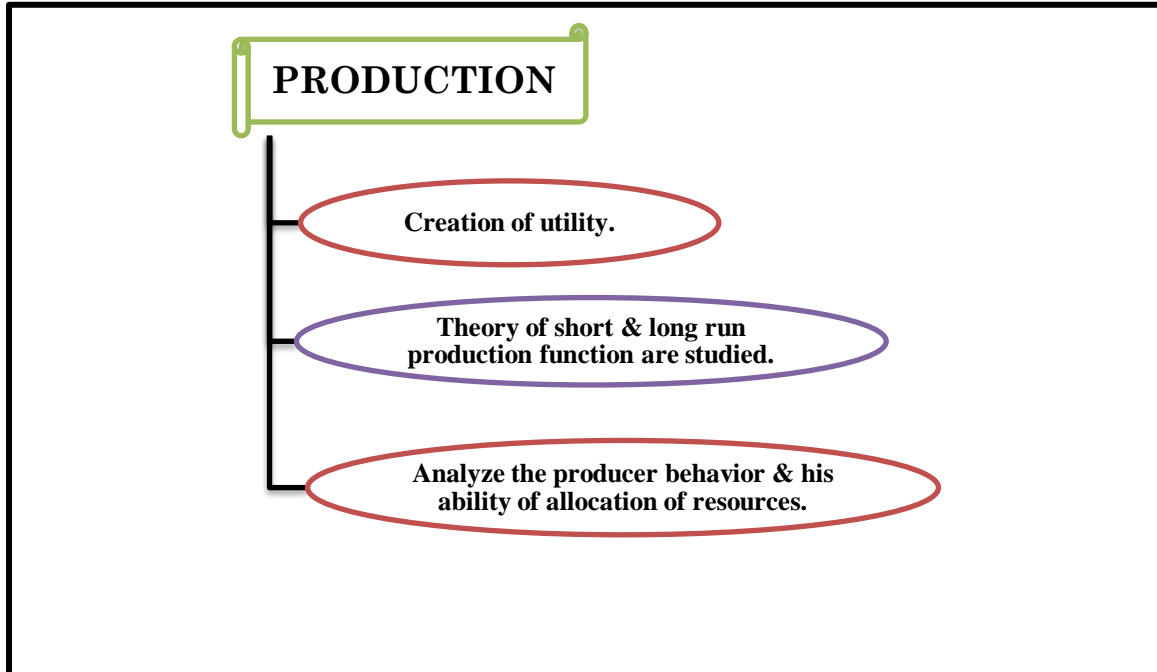 PRODUCTION
Creation of utility.
Theory of short & long run
production function are studied.
Analyze the producer behavior & his
ability of allocation of resources.